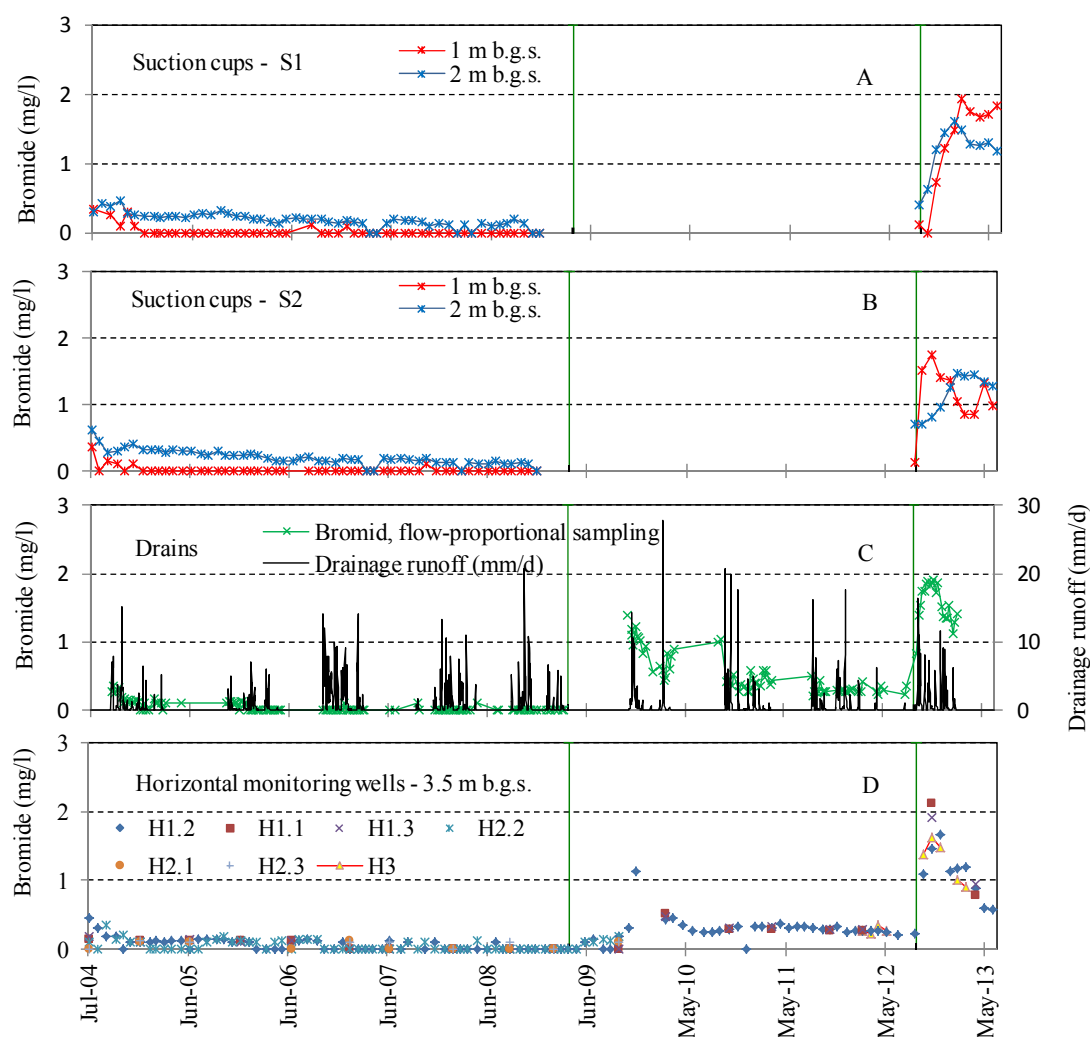 3
2
1
0
Bromide (mg/l)
Suction cups - S1
1 m b.g.s.
2 m b.g.s.
A
3
2
1
0
Bromide (mg/l)
Suction cups - S2
1 m b.g.s.
2 m b.g.s.
B
3
2
1
0
Bromide (mg/l)
Drains
Bromid, flow-proportional sampling
Drainage runoff (mm/d)
C
30
20
10
0
Drainage runoff (mm/d)
3
2
1
0
Bromide (mg/l)
Horizontal monitoring wells - 3.5 m b.g.s.
D
H1.2 H1.1 H1.3 H2.2
H2.1 H2.3 H3
Jul-04 Jun-05 Jun-06 Jun-07 Jun-08 Jun-09 May-10 May-11 May-12 May-13